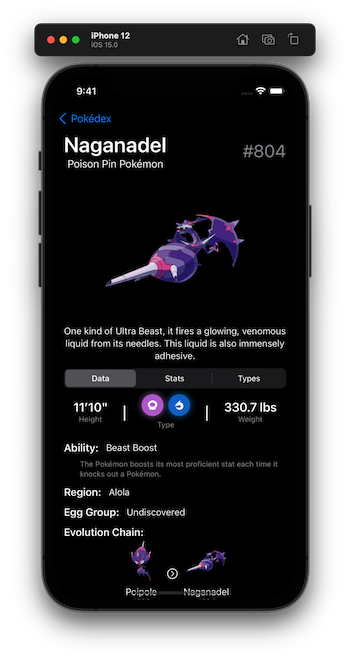 iPhone 12
iOS 15.0
9:41
Pokédex
Naganadel
#804
Poison Pin Pokémon
One kind of Ultra Beast, it fires a glowing, venomous
liquid from its needles. This liquid is also immensely
adhesive.
Data Stats Types
11'10" | | 330.7 lbs
Height Type Weight
Ability: Beast Boost
The Pokémon boosts its most proficient stat each time it
knocks out a Pokémon.
Region: Alola
Egg Group: Undiscovered
Evolution Chain:
Poipole Naganadel